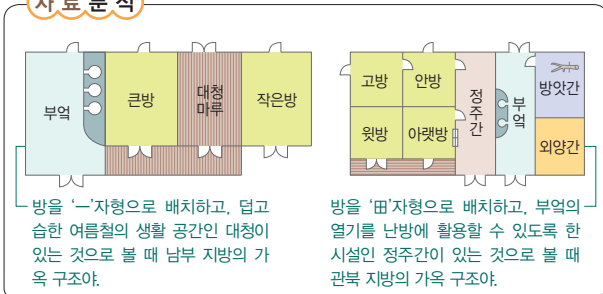 자료분석
부엌
큰방
대청
마루
작은방
고방
안방
윗방
아랫방
정주간
부엌
방앗간
외양간
방을 '一'자형으로 배치하고, 덥고
습한 여름철의 생활 공간인 대청이
있는 것으로 볼 때 남부 지방의 가
옥 구조야.
방을 '田'자형으로 배치하고, 부엌의
열기를 난방에 활용할 수 있도록 한
시설인 정주간이 있는 것으로 볼 때
관북 지방의 가옥 구조야.